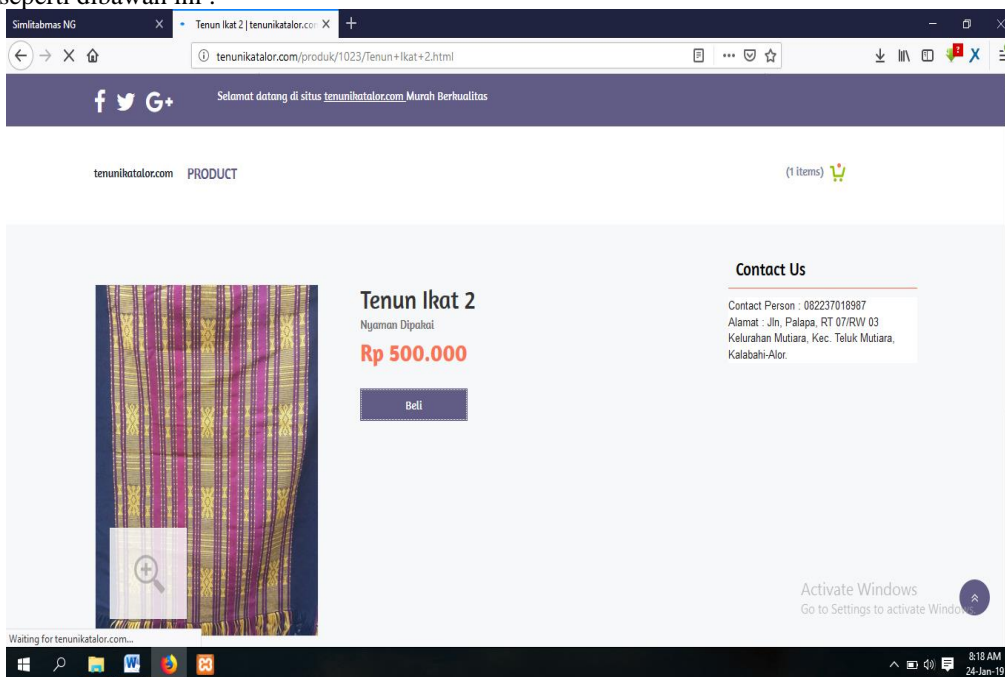 seperti dibawah ini :
Simlitabmas NG
Tenun Ikat 2 | tenunikatalor.con
tenunikatalor.com/produk/1023/Tenun+Ikat+2.html
f G+ Selamat datang di situs tenunikatalor.com Murah Berkualitas
tenunikatalor.com PRODUCT (1 items)
Contact Us
Contact Person : 082237018987
Alamat : Jln, Palapa, RT 07/RW 03
Kelurahan Mutiara, Kec. Teluk Mutiara,
Kalabahi-Alor.
Tenun Ikat 2
Nyaman Dipakai
Rp 500.000
Beli
Activate Windows
Go to Settings to activate Windows.
Waiting for tenunikatalor.com...
8:18 AM
24-Jan-19